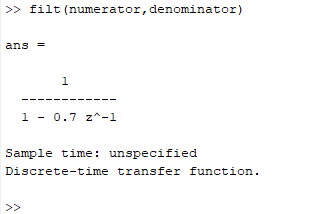 >> filt(numerator,denominator)
ans =
1
------------
1 - 0.7 z^-1
Sample time: unspecified
Discrete-time transfer function.
>>